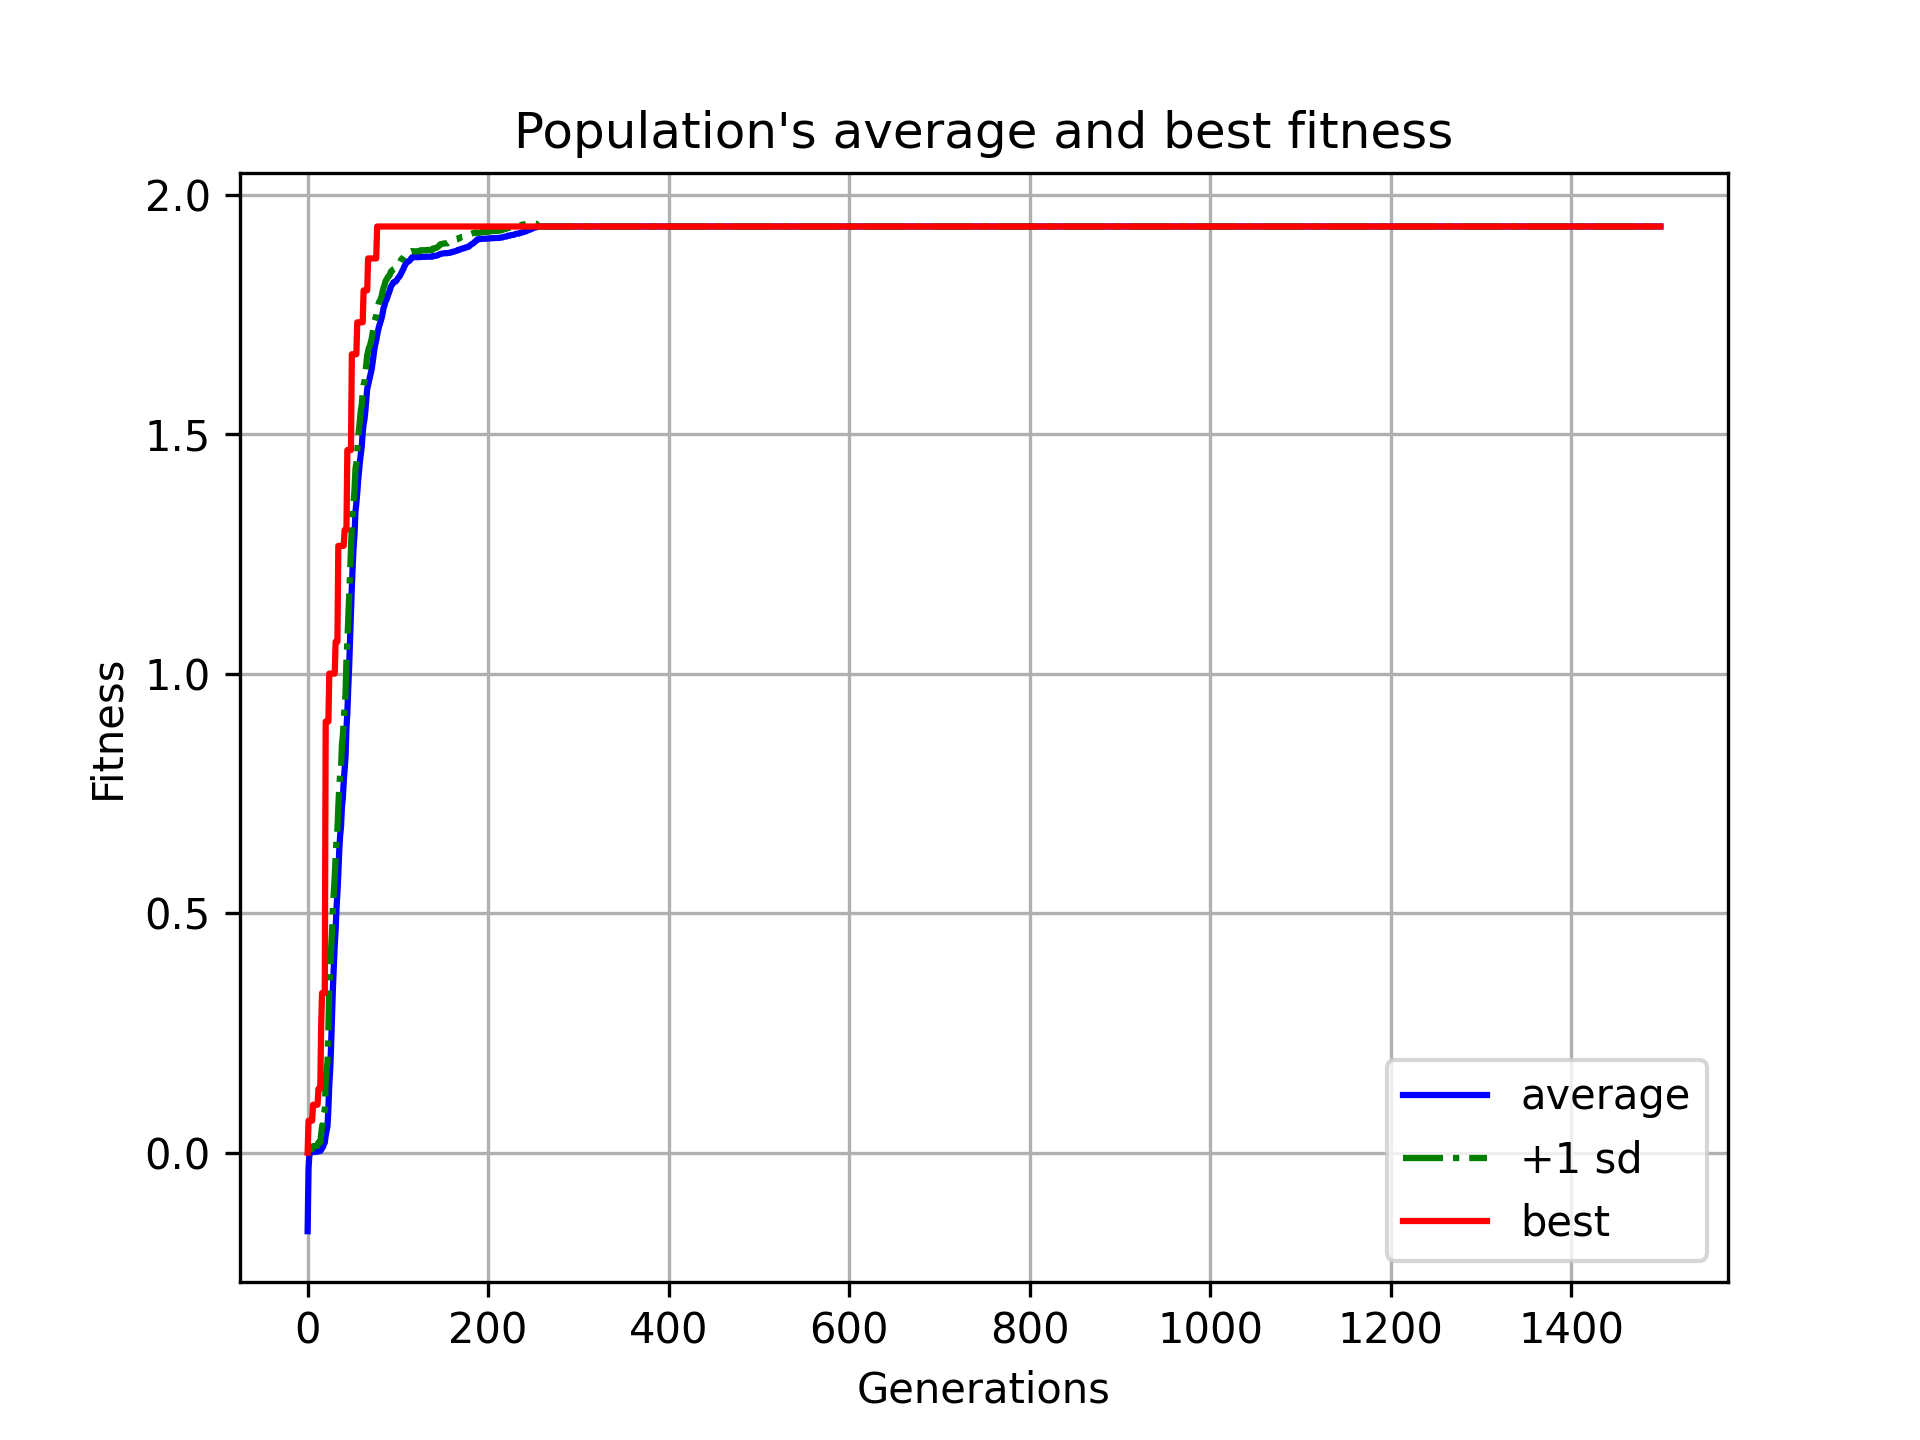 Population's average and best fitness
2.0
1.5
1.0
0.5
0.0
Fitness
0 200 400 600 800 1000 1200 1400
Generations
average
+1 sd
best